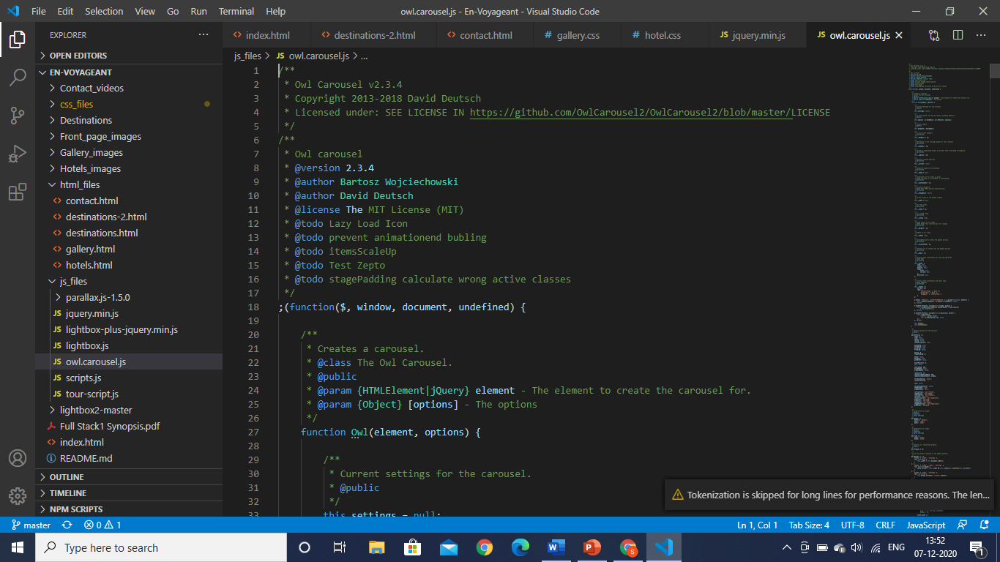 File Edit Selection View Go Run Terminal Help
owl.carousel.js - En-Voyageant - Visual Studio Code
EXPLORER
OPEN EDITORS
EN-VOYAGEANT
Contact_videos
css_files
Destinations
Front_page_images
Gallery_images
Hotels_images
html_files
contact.html
destinations-2.html
destinations.html
gallery.html
hotels.html
js_files
parallax.js-1.5.0
jquery.min.js
lightbox-plus-jquery.min.js
lightbox.js
owl.carousel.js
scripts.js
tour-script.js
lightbox2-master
Full Stack1 Synopsis.pdf
index.html
README.md
OUTLINE
TIMELINE
NPM SCRIPTS
index.html destinations-2.html contact.html # gallery.css # hotel.css JS jquery.min.js JS owl.carousel.js
js_files > JS owl.carousel.js > ...
1 /**
2 * Owl Carousel v2.3.4
3 * Copyright 2013-2018 David Deutsch
4 * Licensed under: SEE LICENSE IN https://github.com/OwlCarousel2/OwlCarousel2/blob/master/LICENSE
5 */
6 /**
7 * Owl carousel
8 * @version 2.3.4
9 * @author Bartosz Wojciechowski
10 * @author David Deutsch
11 * @license The MIT License (MIT)
12 * @todo Lazy Load Icon
13 * @todo prevent animationend bubling
14 * @todo itemsScaleUp
15 * @todo Test Zepto
16 * @todo stagePadding calculate wrong active classes
17 */
18 ;(function($, window, document, undefined) {
19
20 /**
21 * Creates a carousel.
22 * @class The Owl Carousel.
23 * @public
24 * @param {HTMLElement|jQuery} element - The element to create the carousel for.
25 * @param {Object} [options] - The options
26 */
27 function Owl(element, options) {
28
29 /**
30 * Current settings for the carousel.
31 * @public
32 */
33 this.settings = null;
Tokenization is skipped for long lines for performance reasons. The len...
master 0 1
Ln 1, Col 1 Tab Size: 4 UTF-8 CRLF JavaScript
Type here to search
ENG
13:52
07-12-2020
1